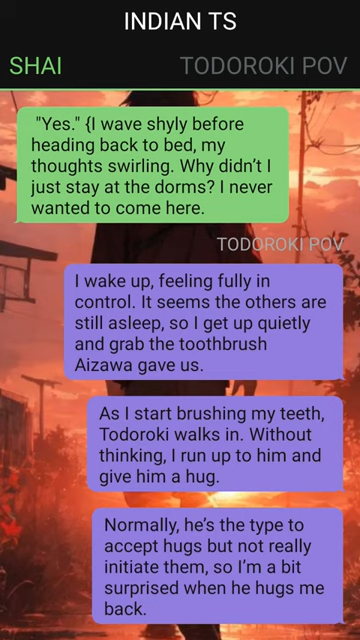 INDIAN TS
SHAI
TODOROKI POV
"Yes." {I wave shyly before
heading back to bed, my
thoughts swirling. Why didn’t I
just stay at the dorms? I never
wanted to come here.
TODOROKI POV
I wake up, feeling fully in
control. It seems the others are
still asleep, so I get up quietly
and grab the toothbrush
Aizawa gave us.
As I start brushing my teeth,
Todoroki walks in. Without
thinking, I run up to him and
give him a hug.
Normally, he’s the type to
accept hugs but not really
initiate them, so I’m a bit
surprised when he hugs me
back.